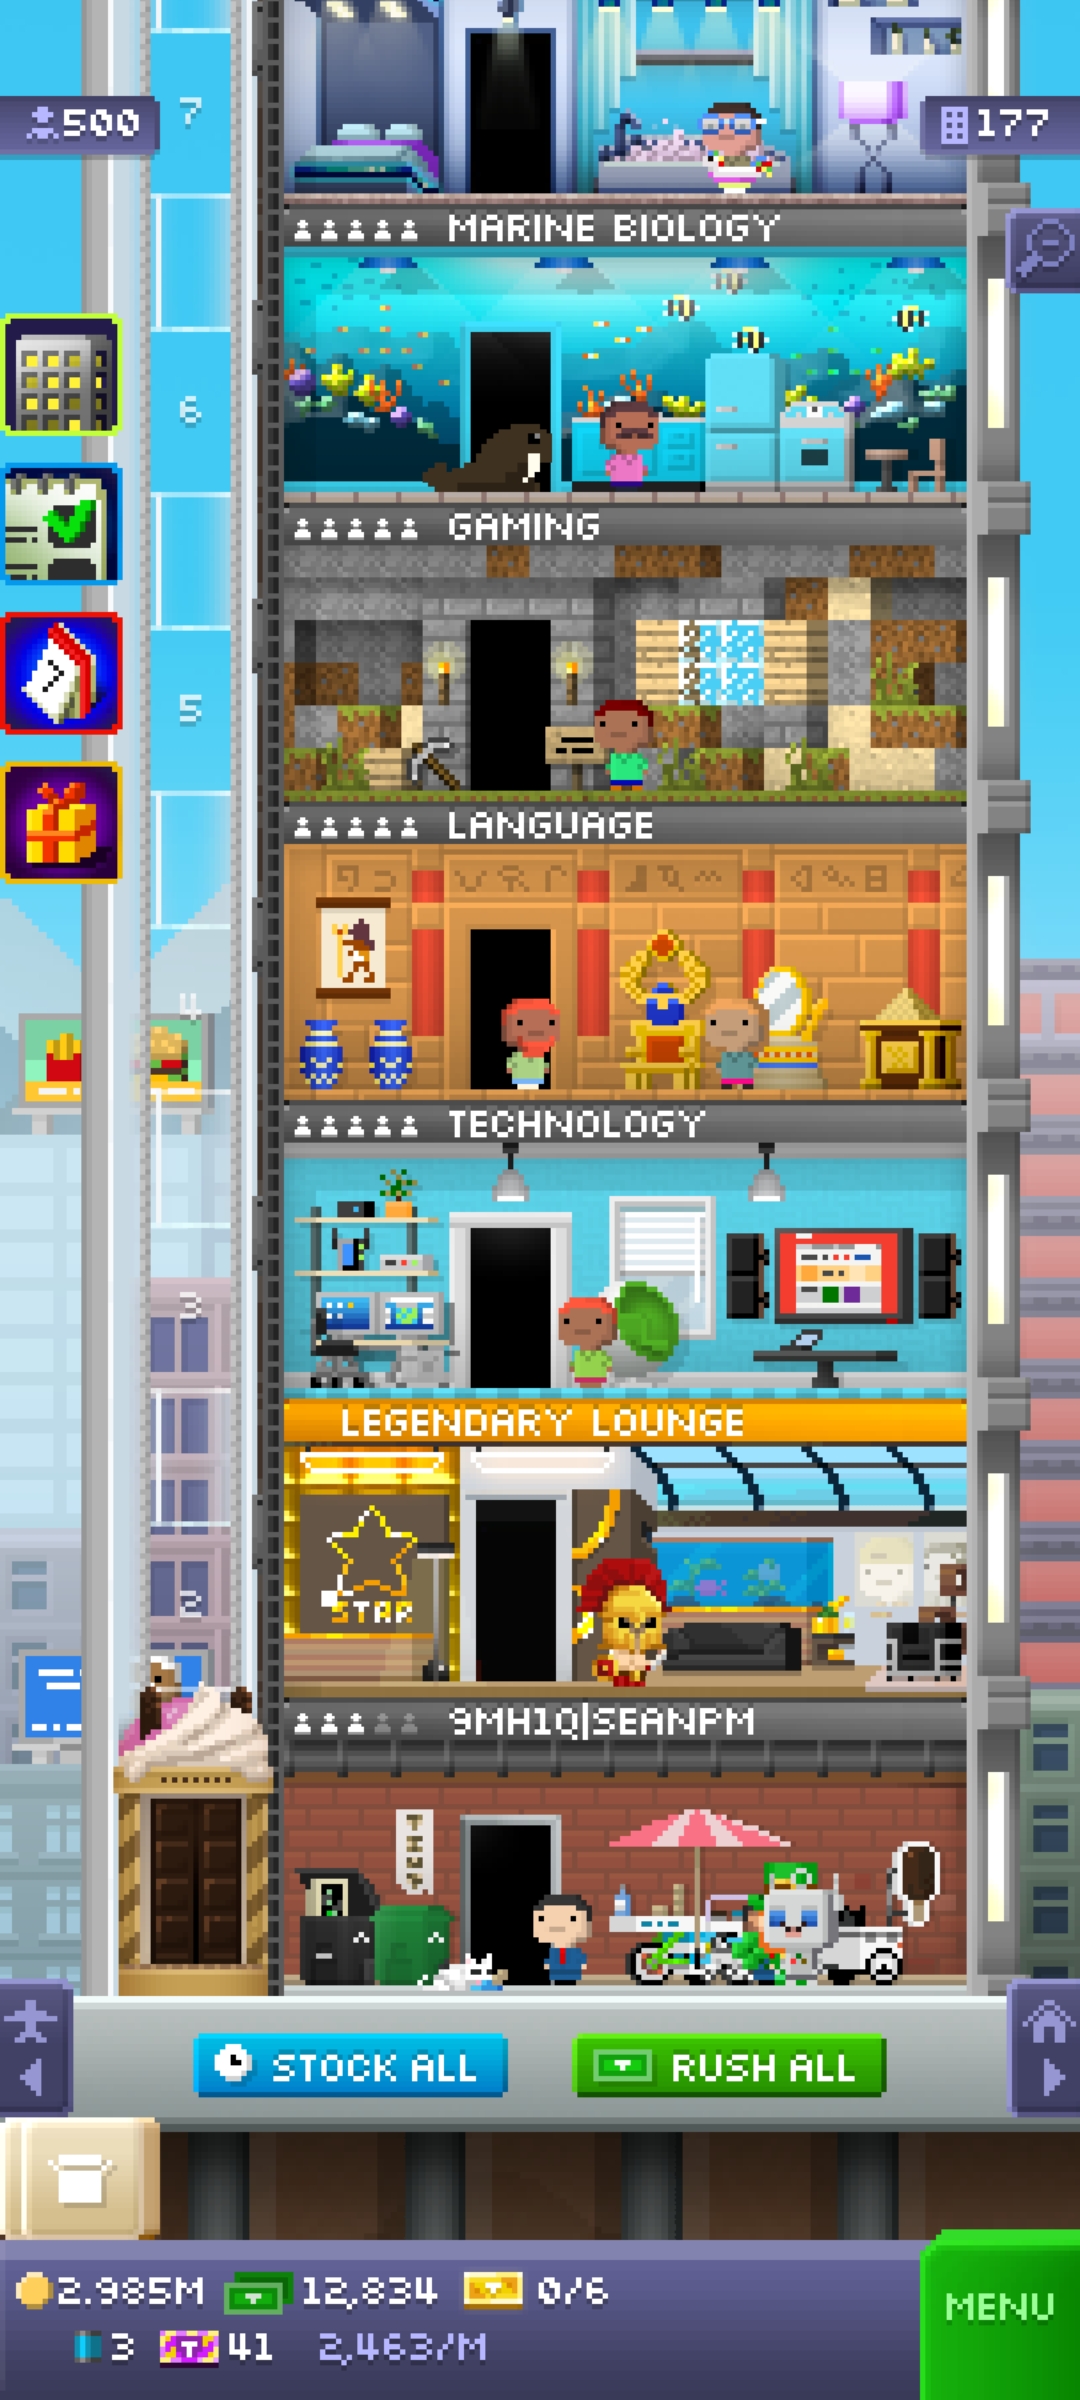 7
500
177
MARINE BIOLOGY
6
GAMING
7
5
LANGUAGE
4
TECHNOLOGY
3
LEGENDARY LOUNGE
STAR
2
9MH1Q|SEANPM
STOCK ALL
RUSH ALL
2.985M 12,834 0/6
MENU
3 41 2,463/M